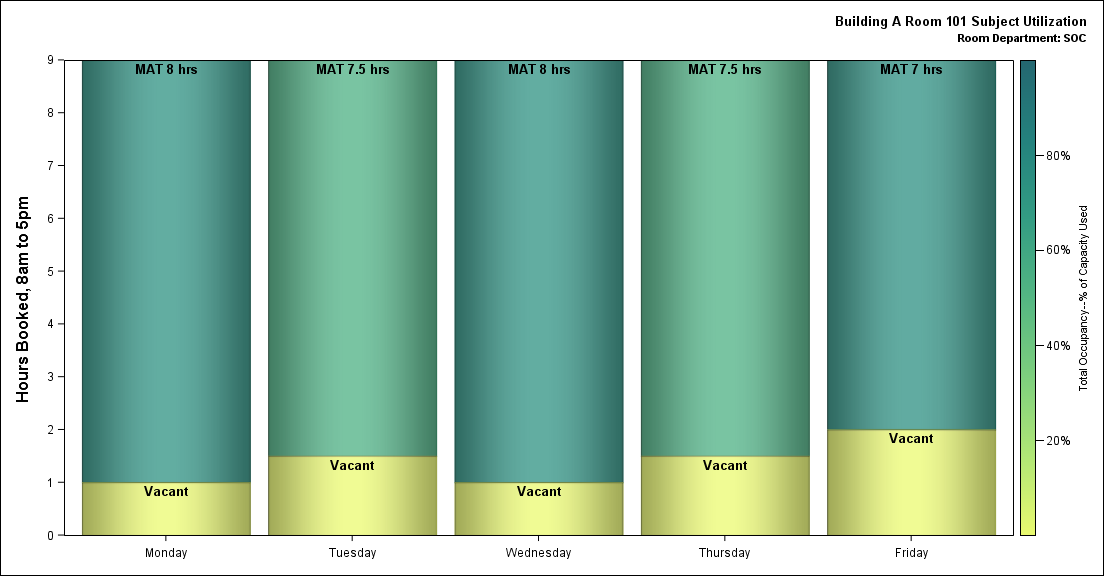 Building A Room 101 Subject Utilization
Room Department: SOC
Hours Booked, 8am to 5pm
9
8
7
6
5
4
3
2
1
0
MAT 8 hrs
MAT 7.5 hrs
MAT 8 hrs
MAT 7.5 hrs
MAT 7 hrs
Vacant
Vacant
Vacant
Vacant
Vacant
Monday
Tuesday
Wednesday
Thursday
Friday
80%
60%
40%
20%
Total Occupancy--% of Capacity Used